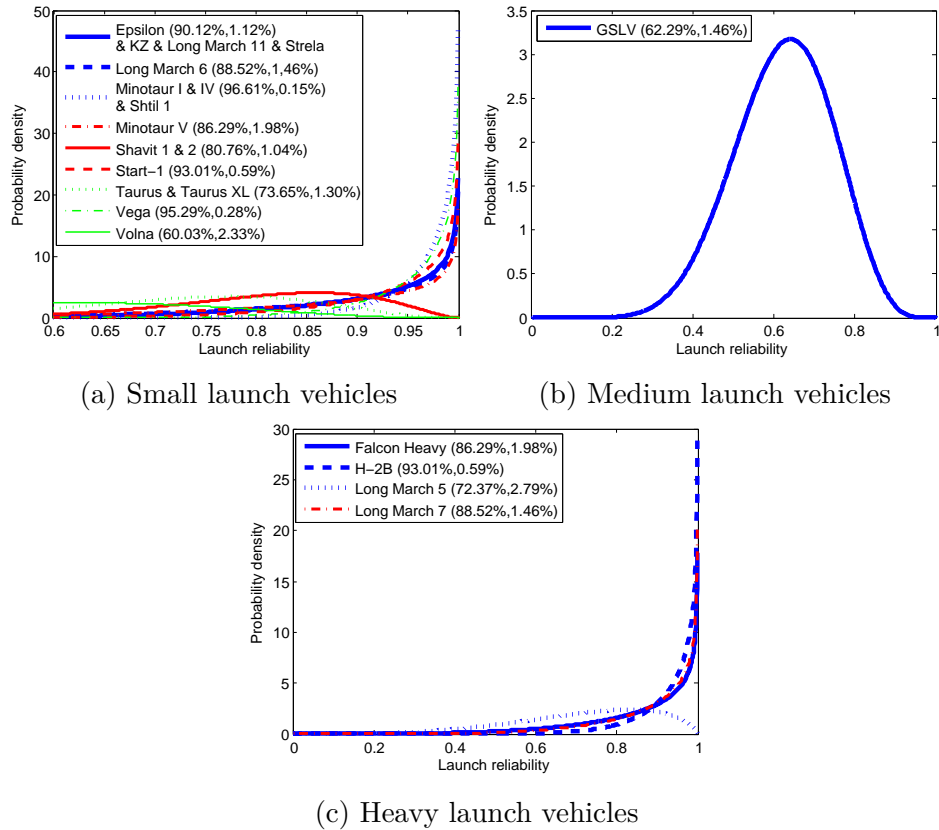 50
40
30
20
10
0
Probability density
Epsilon (90.12%,1.12%)
& KZ & Long March 11 & Strela
Long March 6 (88.52%,1,46%)
Minotaur I & IV (96.61%,0.15%)
& Shtil 1
Minotaur V (86.29%,1.98%)
Shavit 1 & 2 (80.76%,1.04%)
Start−1 (93.01%,0.59%)
Taurus & Taurus XL (73.65%,1.30%)
Vega (95.29%,0.28%)
Volna (60.03%,2.33%)
0.6 0.65 0.7 0.75 0.8 0.85 0.9 0.95 1
Launch reliability
(a) Small launch vehicles
3.5
3
2.5
2
1.5
1
0.5
0
Probability density
GSLV (62.29%,1.46%)
0 0.2 0.4 0.6 0.8 1
Launch reliability
(b) Medium launch vehicles
30
25
20
15
10
5
0
Probability density
Falcon Heavy (86.29%,1.98%)
H−2B (93.01%,0.59%)
Long March 5 (72.37%,2.79%)
Long March 7 (88.52%,1.46%)
0 0.2 0.4 0.6 0.8 1
Launch reliability
(c) Heavy launch vehicles